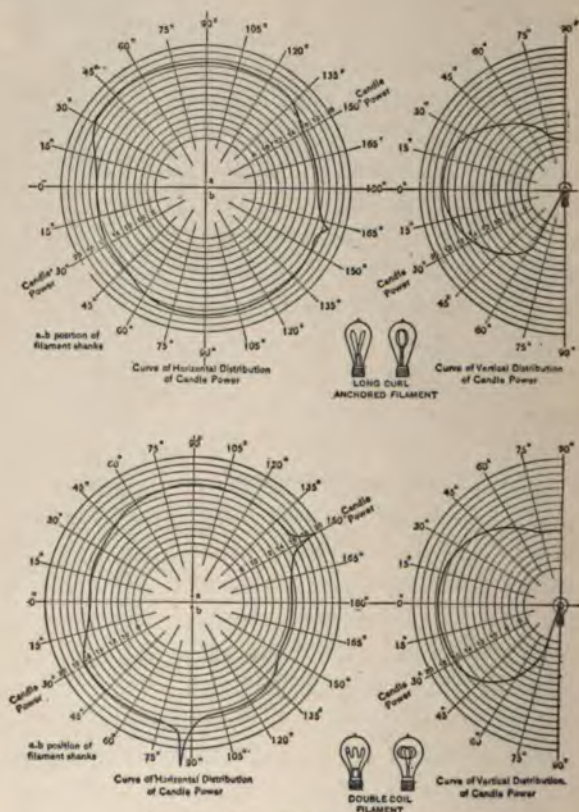 90°
75°
105°
60°
120°
45°
135°
30°
150°
Candle
Power
15°
165°
0°
180°
a
b
15°
165°
Candle
Power
30°
150°
45°
135°
60°
120°
75°
105°
90°
a.b position of
filament shanks
Curve of Horizontal Distribution
of Candle Power
90°
75°
60°
45°
30°
15°
0°
15°
Candle
Power
30°
45°
60°
75°
90°
LONG CURL
ANCHORED FILAMENT
Curve of Vertical Distribution
of Candle Power
90°
75°
105°
60°
120°
45°
135°
30°
150°
Candle
Power
15°
165°
0°
180°
a
b
15°
165°
Candle
Power
30°
150°
45°
135°
60°
120°
75°
105°
90°
a.b position of
filament shanks
Curve of Horizontal Distribution
of Candle Power
90°
75°
60°
45°
30°
15°
0°
15°
Candle
Power
30°
45°
60°
75°
90°
DOUBLE COIL
FILAMENT
Curve of Vertical Distribution.
of Candle Power